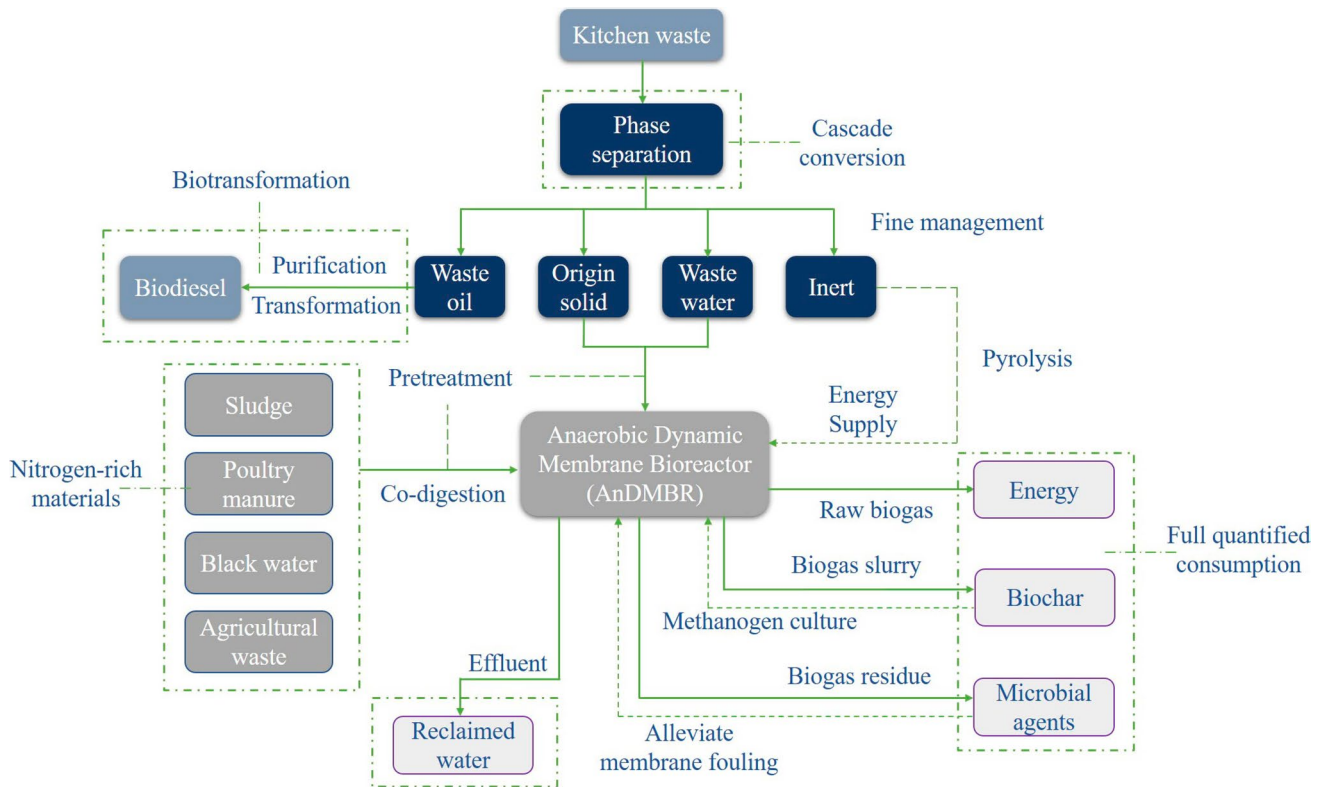 Kitchen waste
Phase
separation
Cascade
conversion
Biotransformation
Fine management
Biodiesel
Purification
Transformation
Waste
oil
Origin
solid
Waste
water
Inert
Pretreatment
Pyrolysis
Energy
Supply
Sludge
Poultry
manure
Black water
Agricultural
waste
Nitrogen-rich
materials
Co-digestion
Anaerobic Dynamic
Membrane Bioreactor
(AnDMBR)
Raw biogas
Energy
Biogas slurry
Biochar
Methanogen culture
Full quantified
consumption
Effluent
Biogas residue
Microbial
agents
Reclaimed
water
Alleviate
membrane fouling